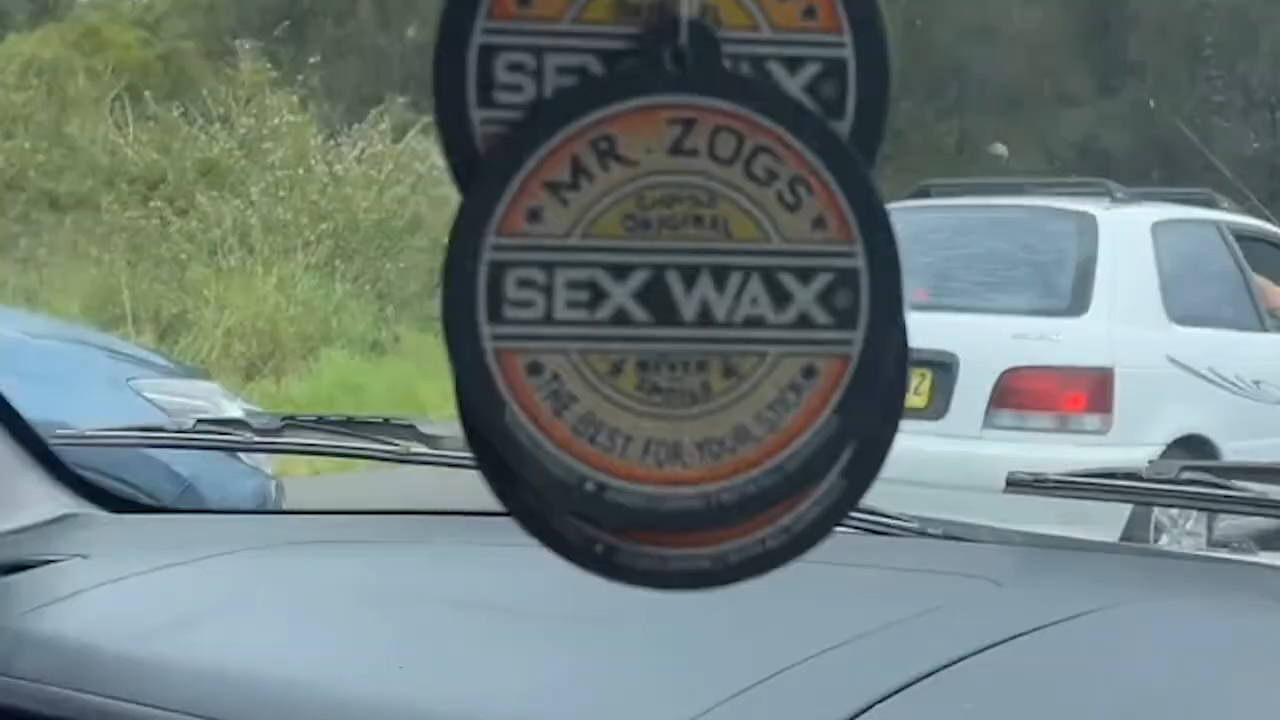 SEX WAX
MR. ZOGS
ORIGINAL
SEX WAX
THE BEST FOR YOUR STICK